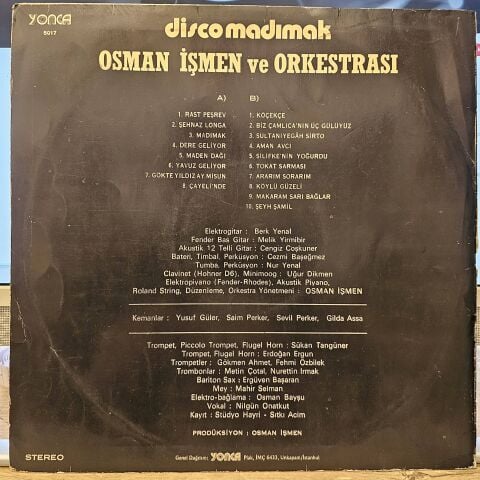 YONCA
5017
disco madımak
OSMAN İŞMEN ve ORKESTRASI
A)
1. RAST PEŞREV
2. ŞEHNAZ LONGA
3. MADIMAK
4. DERE GELİYOR
5. MADEN DAĞI
6. YAVUZ GELİYOR
7. GÖKTE YILDIZ AY MISUN
8. ÇAYELİ'NDE
B)
1. KOÇEKÇE
2. BİZ ÇAMLICA'NIN ÜÇ GÜLÜYÜZ
3. SULTANİYEGÂH SİRTO
4. AMAN AVCI
5. SİLİFKE'NİN YOĞURDU
6. TOKAT SARMASI
7. ARARIM SORARIM
8. KÖYLÜ GÜZELİ
9. MAKARAM SARI BAĞLAR
10. ŞEYH ŞAMİL
Elektrogitar : Berk Yenal
Fender Bas Gitar : Melik Yirmibir
Akustik 12 Telli Gitar : Cengiz Coşkuner
Bateri, Timbal, Perküsyon : Cezmi Başeğmez
Tumba, Perküsyon : Nur Yenal
Clavinet (Hohner D6), Minimoog : Uğur Dikmen
Elektropiyano (Fender-Rhodes), Akustik Piyano,
Roland String, Düzenleme, Orkestra Yönetmeni : OSMAN İŞMEN
Kemanlar : Yusuf Güler, Saim Perker, Sevil Perker, Gilda Assa
Trompet, Piccolo Trompet, Flugel Horn : Sükan Tangüner
Trompet, Flugel Horn : Erdoğan Ergun
Trompetler : Gökmen Ahmet, Fehmi Özbilek
Trombonlar : Metin Çotal, Nurettin Irmak
Bariton Sax : Ergüven Başaran
Mey : Mahir Selman
Elektro-bağlama : Osman Bayşu
Vokal : Nilgün Onatkut
Kayıt : Stüdyo Hayri - Sıtkı Acim
PRODÜKSİYON : OSMAN İŞMEN
STEREO
Genel Dağıtım: YONCA Plak, İMÇ 6433, Unkapanı/İstanbul